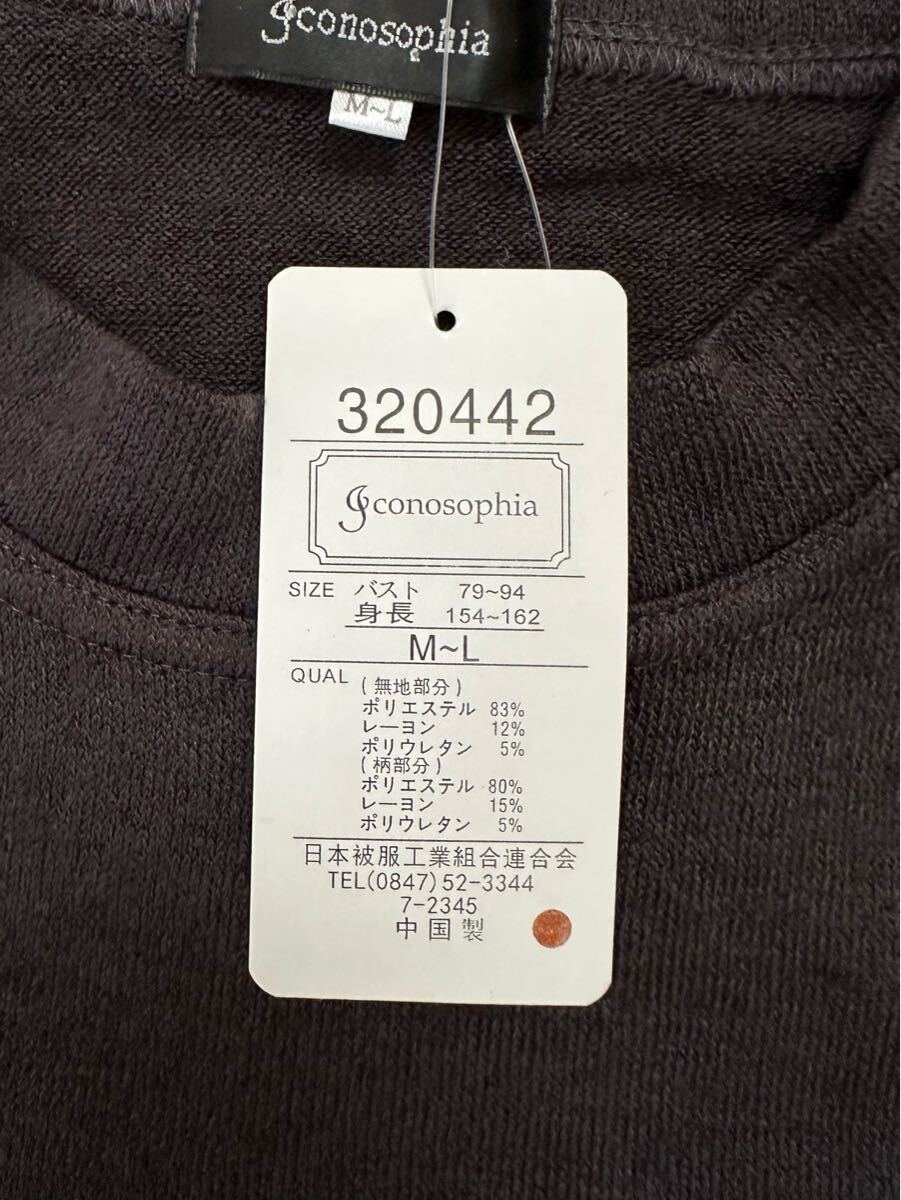 Iconosophia
M~L
320442
Iconosophia
SIZE バスト 79~94
身長 154~162
M~L
QUAL (無地部分)
ポリエステル 83%
レーヨン 12%
ポリウレタン 5%
(柄部分)
ポリエステル 80%
レーヨン 15%
ポリウレタン 5%
日本被服工業組合連合会
TEL(0847)52-3344
7-2345
中国製